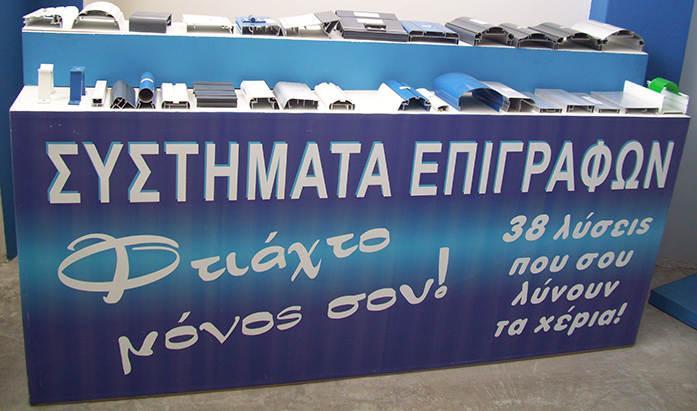 ΣΥΣΤΗΜΑΤΑ ΕΠΙΓΡΑΦΩΝ
Φτιάχτο
μόνος σου!
38 λύσεις
που σου
λύνουν
τα χέρια!